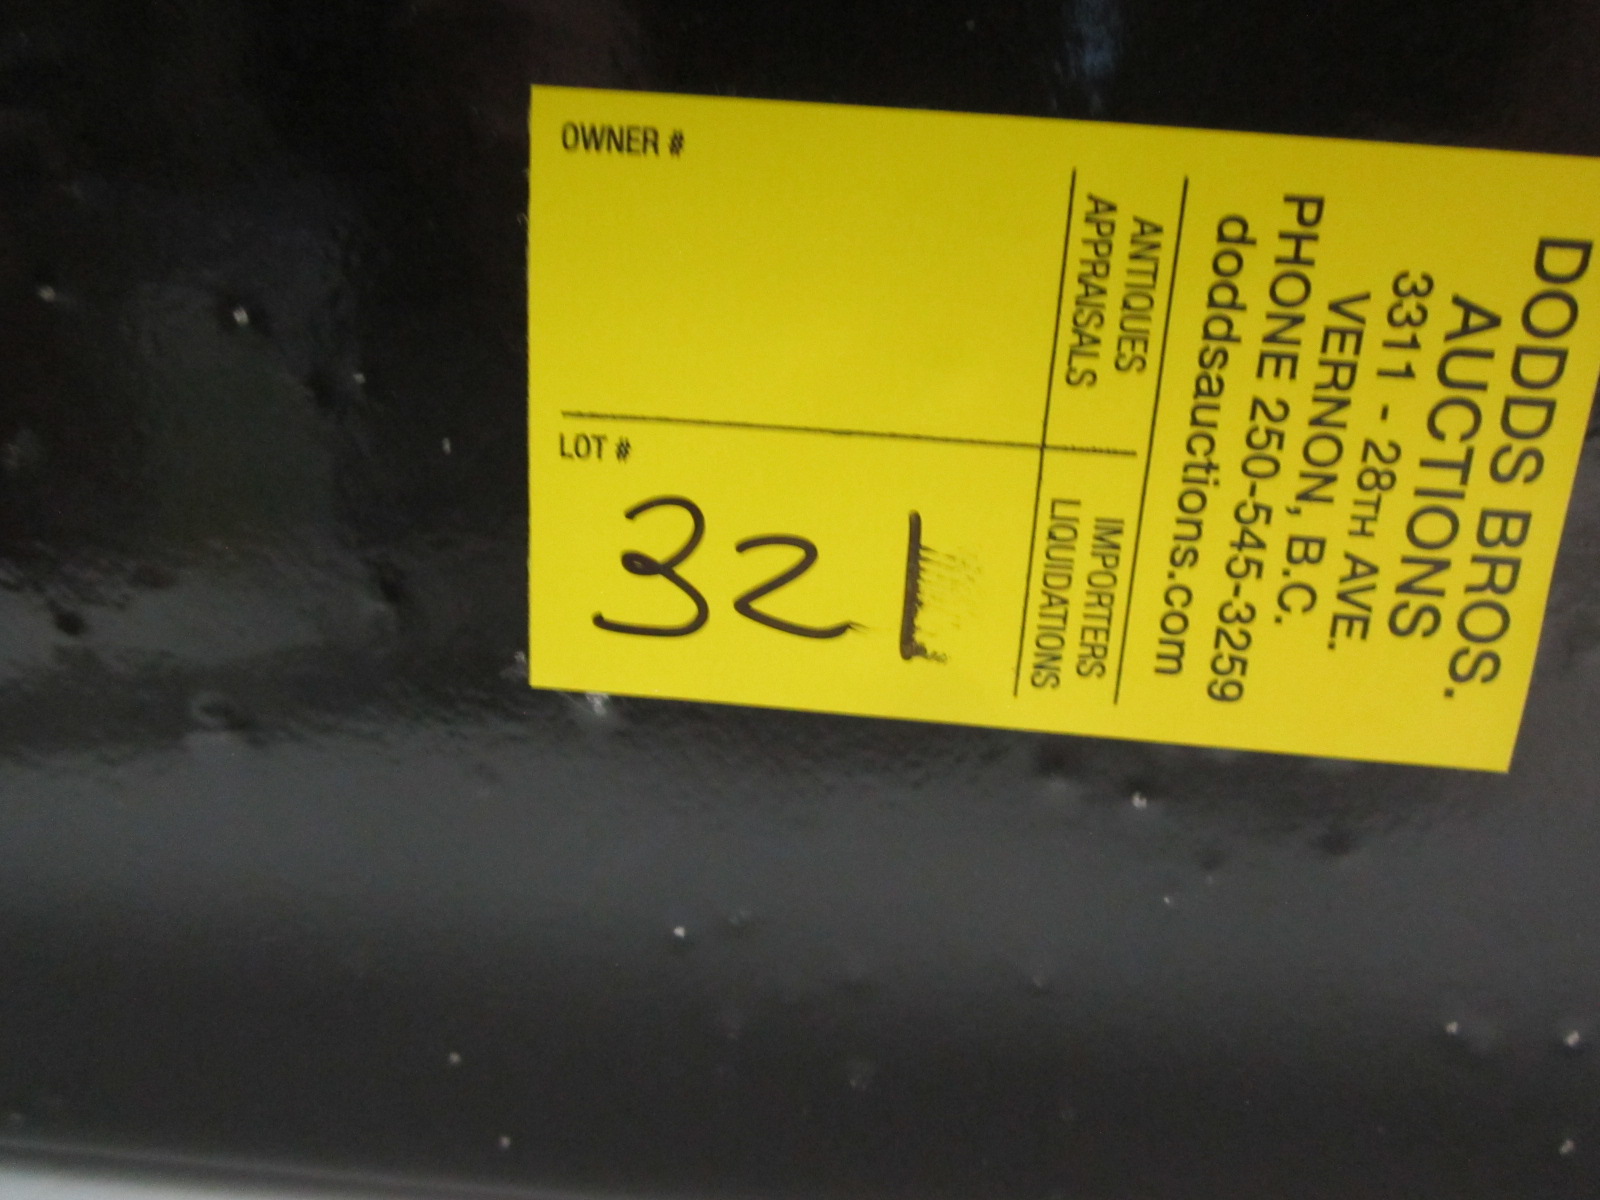 DODDS BROS.
AUCTIONS
3311 - 28TH AVE.
VERNON, B.C.
PHONE 250-545-3259
doddsauctions.com
ANTIQUES
APPRAISALS
IMPORTERS
LIQUIDATIONS
OWNER #
LOT #
321